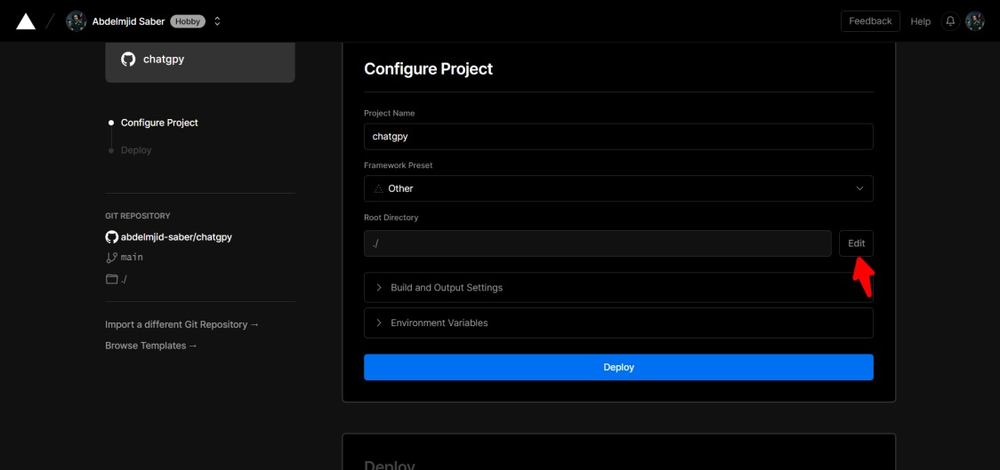 Abdelmjid Saber Hobby
Feedback
Help
chatgpy
Configure Project
Deploy
GIT REPOSITORY
abdelmjid-saber/chatgpy
main
./
Import a different Git Repository →
Browse Templates →
Configure Project
Project Name
chatgpy
Framework Preset
Other
Root Directory
./
Edit
Build and Output Settings
Environment Variables
Deploy
Deploy